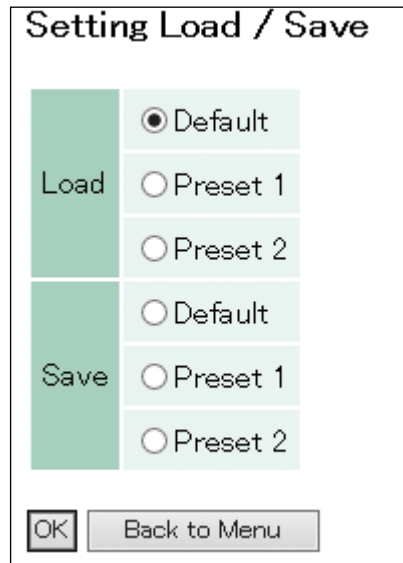 Setting Load / Save
Load
Default
Preset 1
Preset 2
Save
Default
Preset 1
Preset 2
OK
Back to Menu